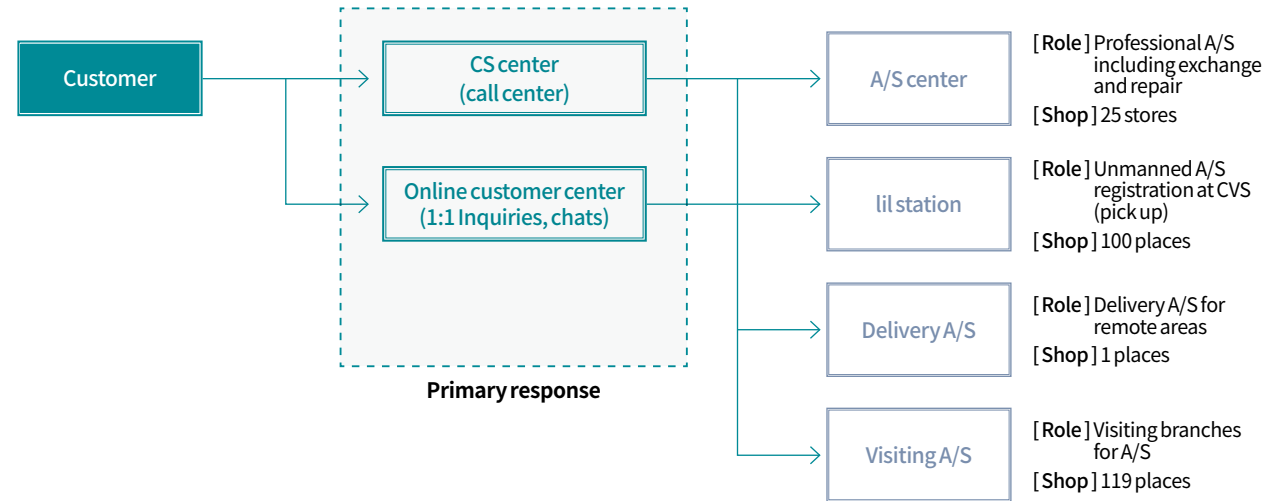 Customer
CS center
(call center)
Online customer center
(1:1 Inquiries, chats)
Primary response
A/S center
[ Role ] Professional A/S
including exchange
and repair
[ Shop ] 25 stores
lil station
[ Role ] Unmanned A/S
registration at CVS
(pick up)
[ Shop ] 100 places
Delivery A/S
[ Role ] Delivery A/S for
remote areas
[ Shop ] 1 places
Visiting A/S
[ Role ] Visiting branches
for A/S
[ Shop ] 119 places